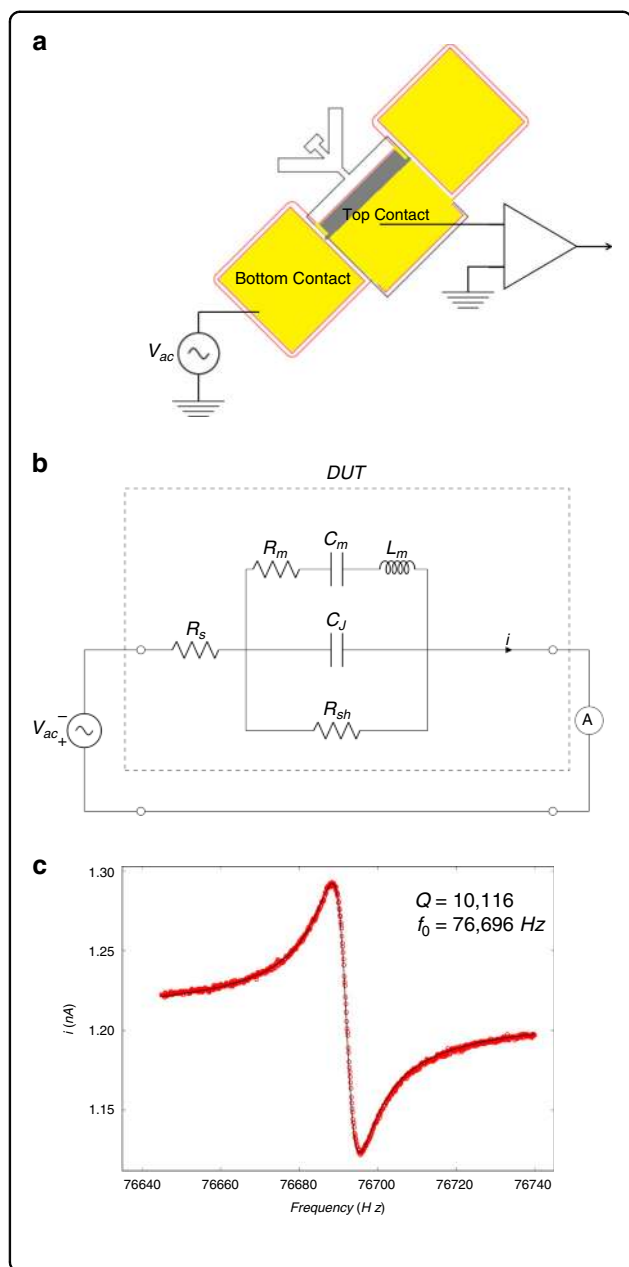 a
Top Contact
Bottom Contact
V_ac
b
DUT
R_m
C_m
L_m
R_s
C_J
i
R_sh
V_ac
−
+
A
c
1.30
1.25
1.20
1.15
i (nA)
Q = 10,116
f_0 = 76,696 Hz
76640 76660 76680 76700 76720 76740
Frequency (H z)